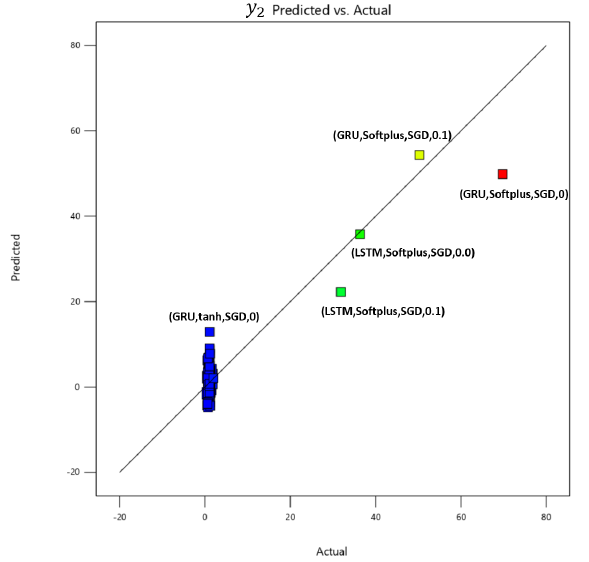 y₂ Predicted vs. Actual
80
(GRU,Softplus,SGD,0.1)
60
(GRU,Softplus,SGD,0)
40
(LSTM,Softplus,SGD,0.0)
Predicted
20
(LSTM,Softplus,SGD,0.1)
(GRU,tanh,SGD,0)
0
-20
-20 0 20 40 60 80
Actual